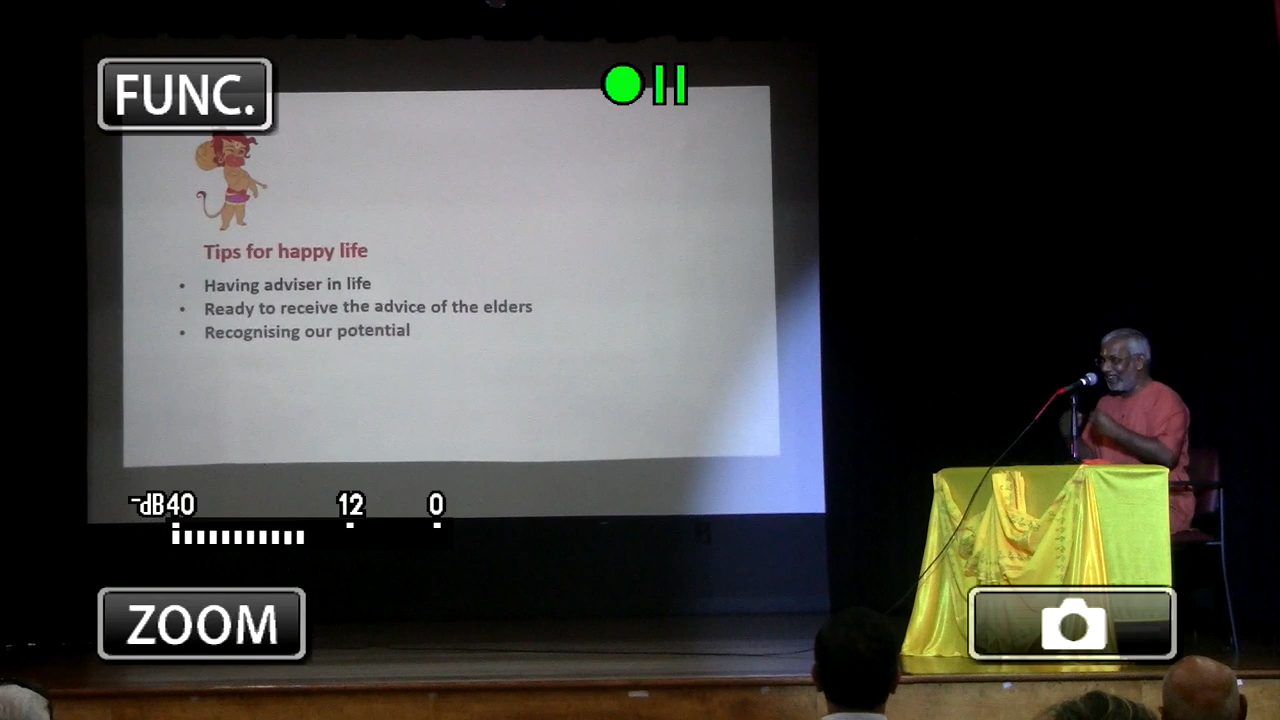 FUNC.
Tips for happy life
• Having adviser in life
• Ready to receive the advice of the elders
• Recognising our potential
-dB40 12 0
ZOOM